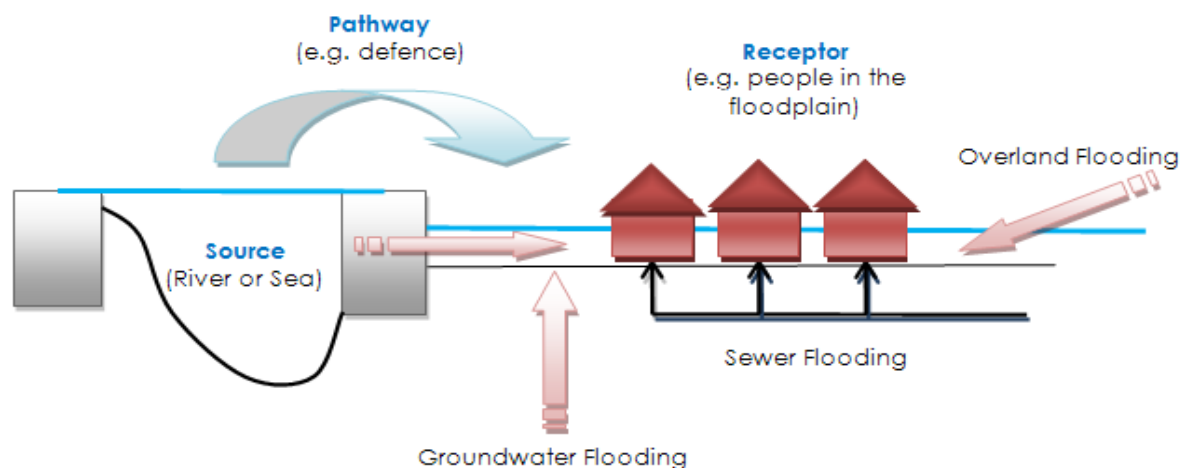 Pathway
(e.g. defence)
Receptor
(e.g. people in the
floodplain)
Overland Flooding
Source
(River or Sea)
Sewer Flooding
Groundwater Flooding